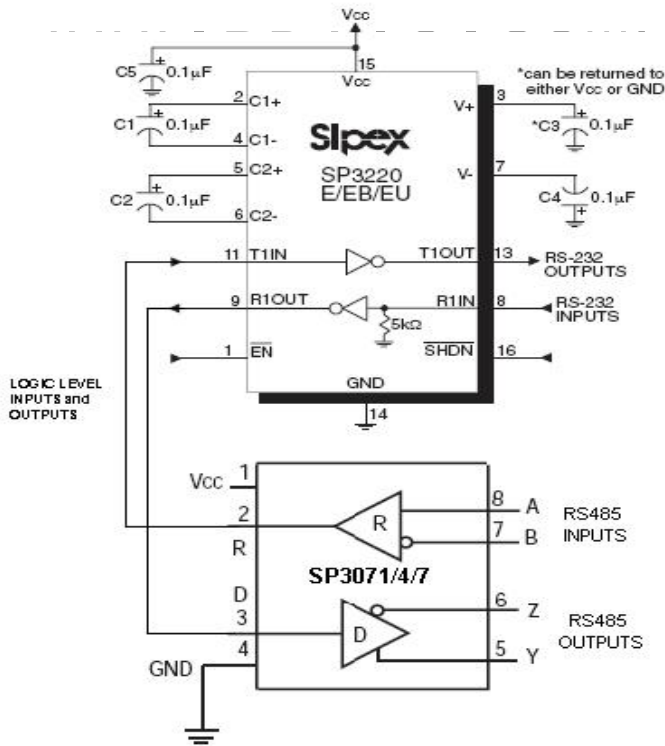 Vcc
15
Vcc
C5
+
0.1µF
*can be returned to
either Vcc or GND
2
C1+
V+
3
C1
+
0.1µF
*C3
+
0.1µF
4
C1-
Sipex
5
C2+
SP3220
E/EB/EU
V-
7
C2
+
0.1µF
C4
+
0.1µF
6
C2-
11
T1IN
T1OUT
13
RS-232
OUTPUTS
9
R1OUT
R1IN
8
RS-232
INPUTS
5kΩ
1
EN
SHDN
16
GND
14
LOGIC LEVEL
INPUTS and
OUTPUTS
Vcc
1
2
R
8
A
7
B
RS485
INPUTS
R
SP3071/4/7
D
3
D
6
Z
5
Y
RS485
OUTPUTS
4
GND